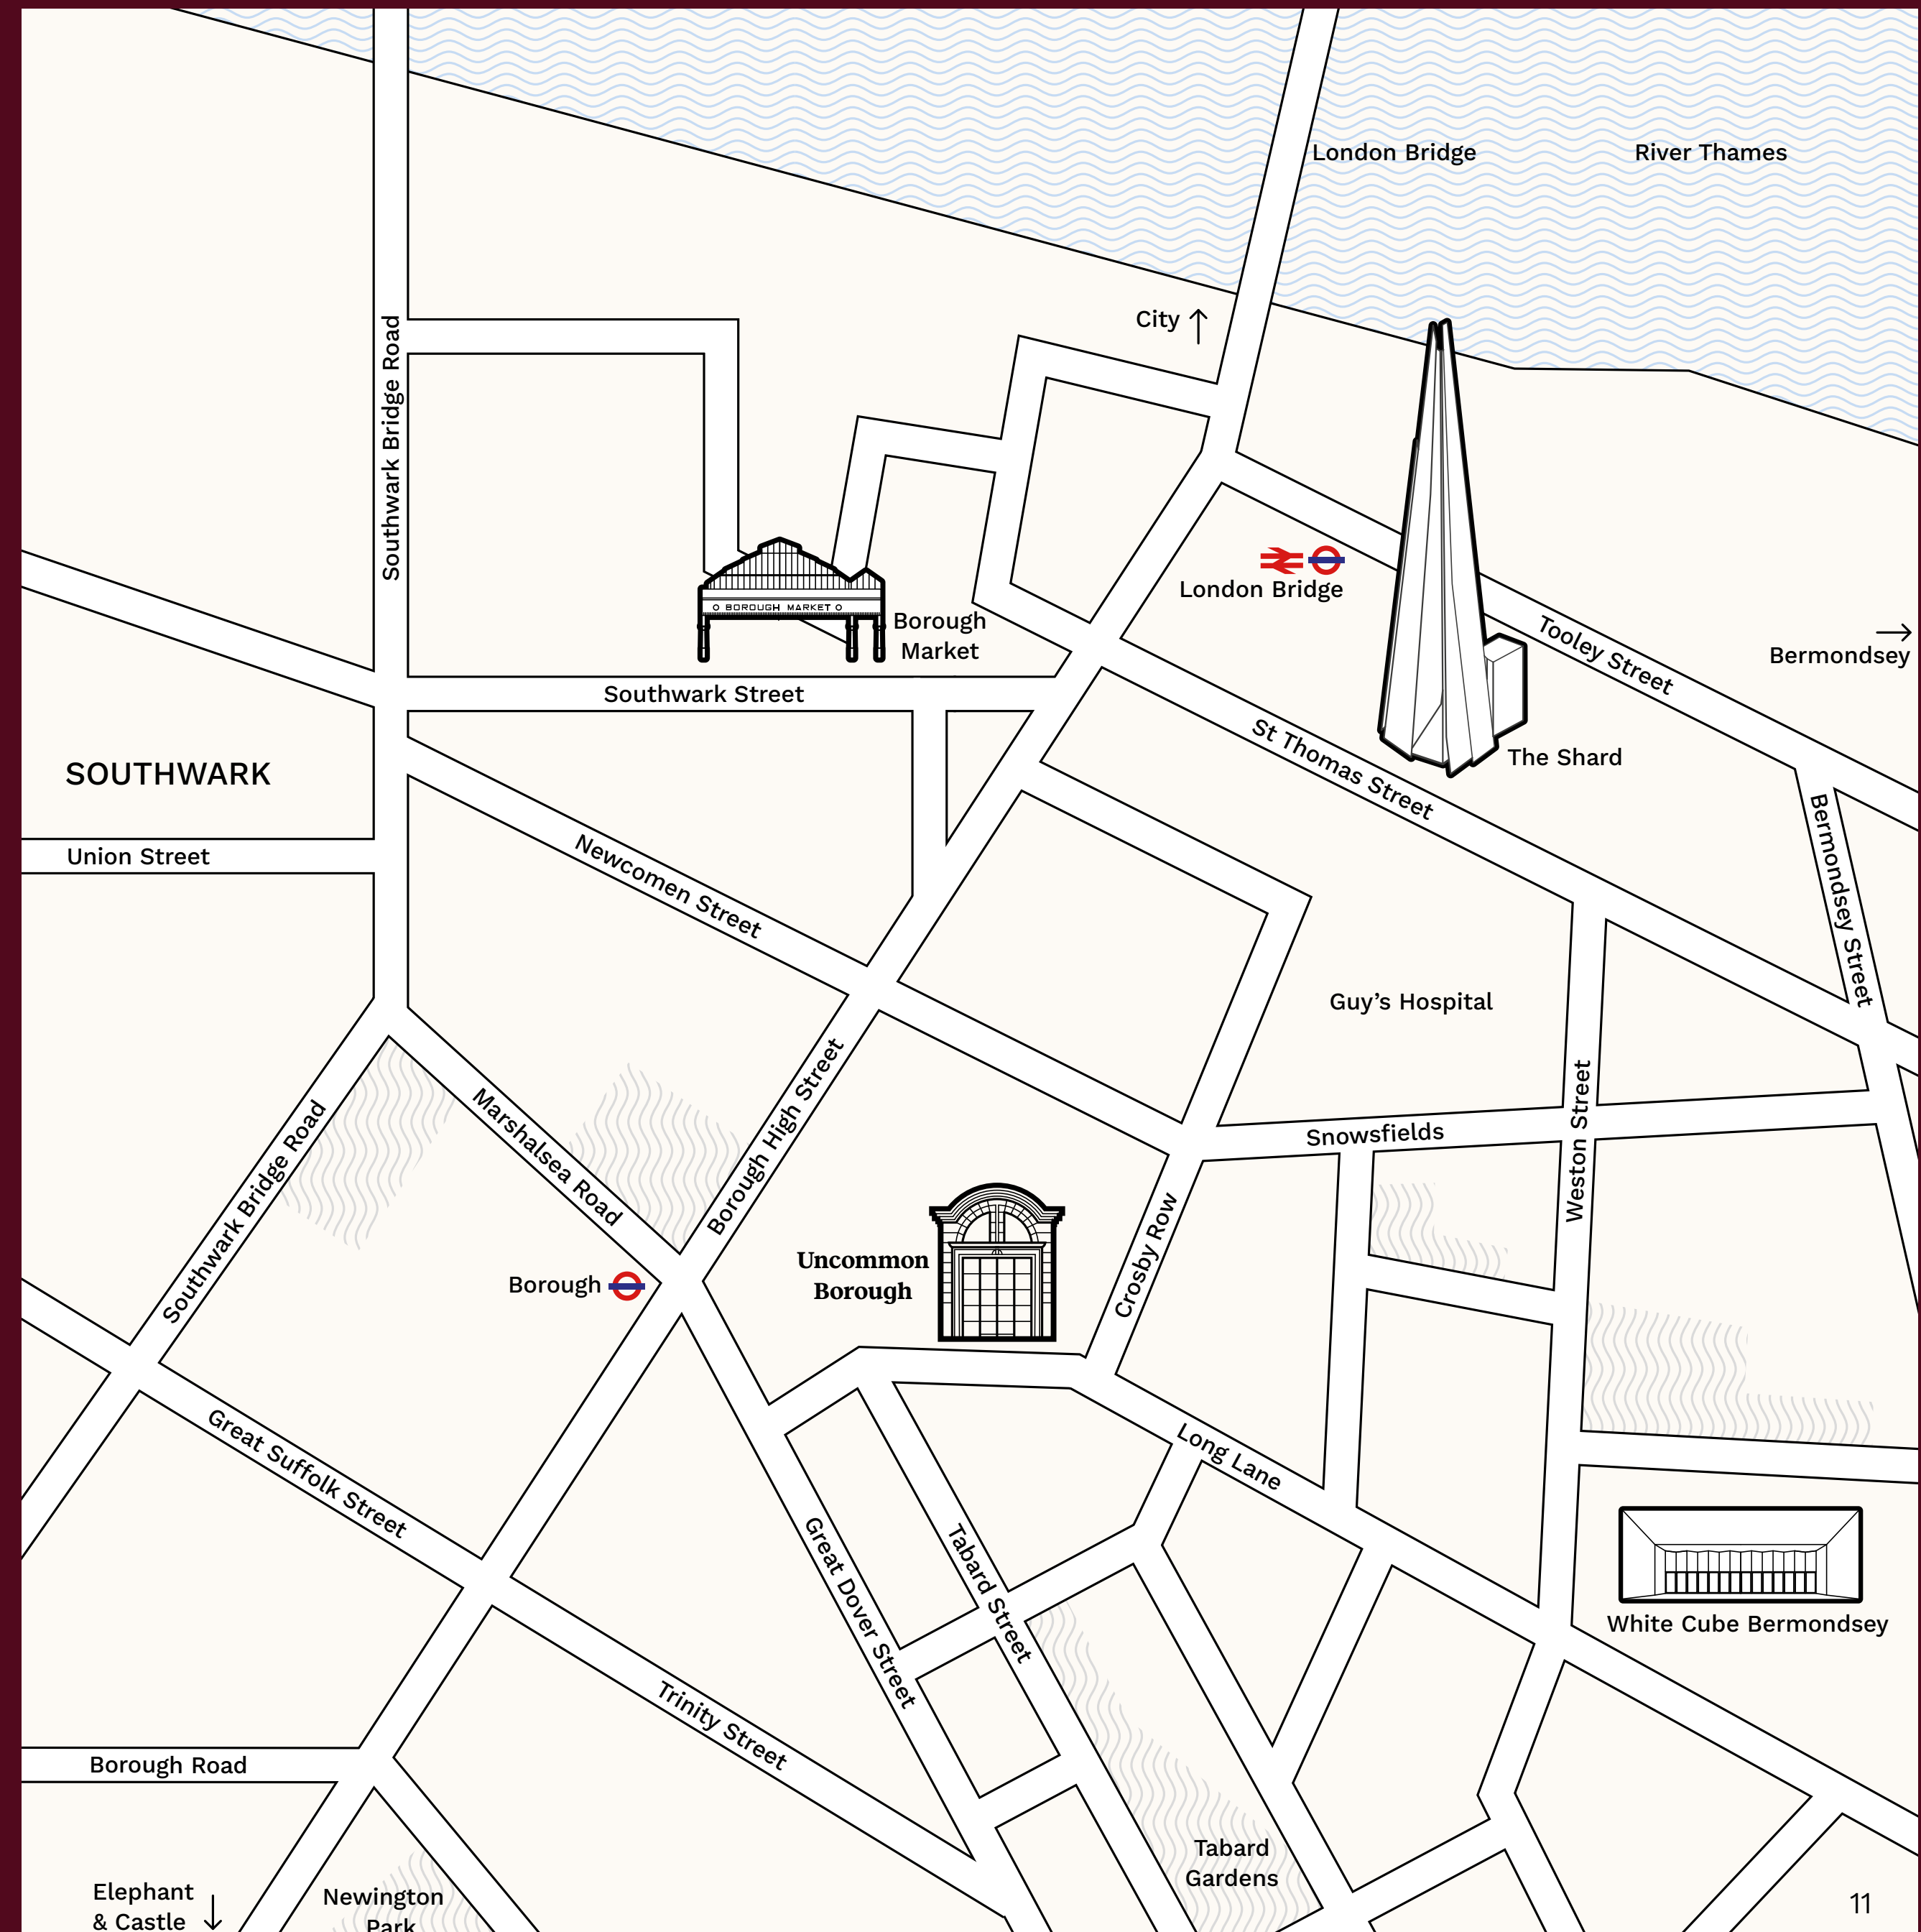 London Bridge
River Thames
City
Southwark Bridge Road
London Bridge
BOROUGH MARKET
Borough
Market
Tooley Street
Bermondsey
Southwark Street
St Thomas Street
The Shard
SOUTHWARK
Bermondsey Street
Union Street
Newcomen Street
Guy's Hospital
Marshalsea Road
Borough High Street
Weston Street
Snowsfields
Southwark Bridge Road
Crosby Row
Uncommon
Borough
Borough
Great Suffolk Street
Long Lane
Great Dover Street
Tabard Street
White Cube Bermondsey
Trinity Street
Borough Road
Tabard
Gardens
Elephant
& Castle
Newington
Park
11